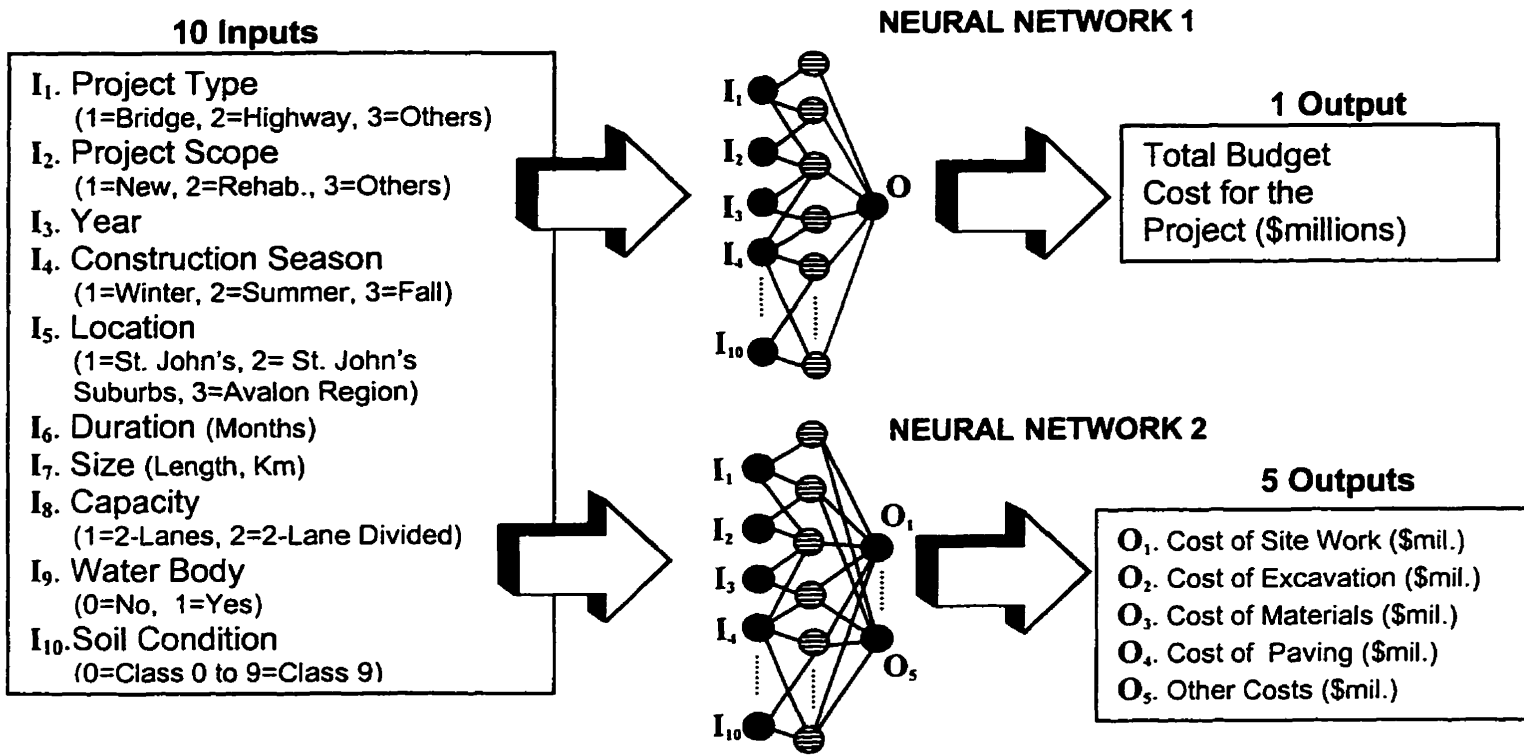 10 Inputs
I₁. Project Type
(1=Bridge, 2=Highway, 3=Others)
I₂. Project Scope
(1=New, 2=Rehab., 3=Others)
I₃. Year
I₄. Construction Season
(1=Winter, 2=Summer, 3=Fall)
I₅. Location
(1=St. John's, 2= St. John's
Suburbs, 3=Avalon Region)
I₆. Duration (Months)
I₇. Size (Length, Km)
I₈. Capacity
(1=2-Lanes, 2=2-Lane Divided)
I₉. Water Body
(0=No, 1=Yes)
I₁₀. Soil Condition
(0=Class 0 to 9=Class 9)
NEURAL NETWORK 1
I₁
I₂
I₃
I₄
I₁₀
O
1 Output
Total Budget
Cost for the
Project ($millions)
NEURAL NETWORK 2
I₁
I₂
I₃
I₄
I₁₀
O₁
O₅
5 Outputs
O₁. Cost of Site Work ($mil.)
O₂. Cost of Excavation ($mil.)
O₃. Cost of Materials ($mil.)
O₄. Cost of Paving ($mil.)
O₅. Other Costs ($mil.)